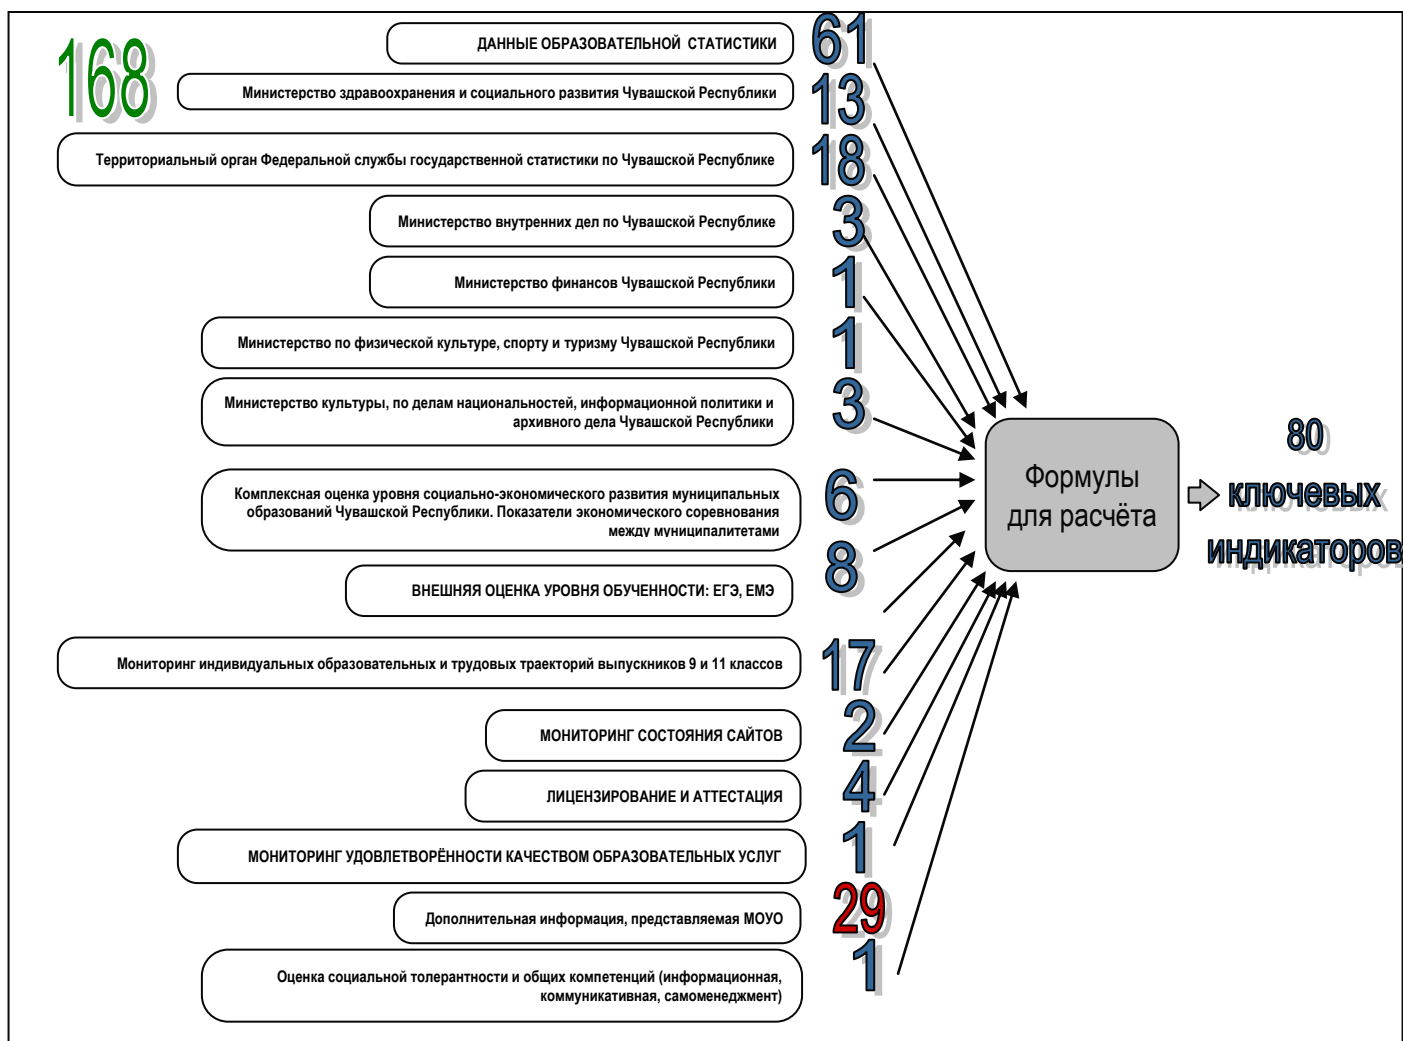 168
ДАННЫЕ ОБРАЗОВАТЕЛЬНОЙ СТАТИСТИКИ
61
Министерство здравоохранения и социального развития Чувашской Республики
13
Территориальный орган Федеральной службы государственной статистики по Чувашской Республике
18
Министерство внутренних дел по Чувашской Республике
3
Министерство финансов Чувашской Республики
1
Министерство по физической культуре, спорту и туризму Чувашской Республики
1
Министерство культуры, по делам национальностей, информационной политики и
архивного дела Чувашской Республики
3
Комплексная оценка уровня социально-экономического развития муниципальных
образований Чувашской Республики. Показатели экономического соревнования
между муниципалитетами
6
ВНЕШНЯЯ ОЦЕНКА УРОВНЯ ОБУЧЕННОСТИ: ЕГЭ, ЕМЭ
8
Мониторинг индивидуальных образовательных и трудовых траекторий выпускников 9 и 11 классов
17
МОНИТОРИНГ СОСТОЯНИЯ САЙТОВ
2
ЛИЦЕНЗИРОВАНИЕ И АТТЕСТАЦИЯ
4
МОНИТОРИНГ УДОВЛЕТВОРЁННОСТИ КАЧЕСТВОМ ОБРАЗОВАТЕЛЬНЫХ УСЛУГ
1
Дополнительная информация, представляемая МОУО
29
Оценка социальной толерантности и общих компетенций (информационная,
коммуникативная, самоменеджмент)
1
Формулы
для расчёта
80
ключевых
индикаторов